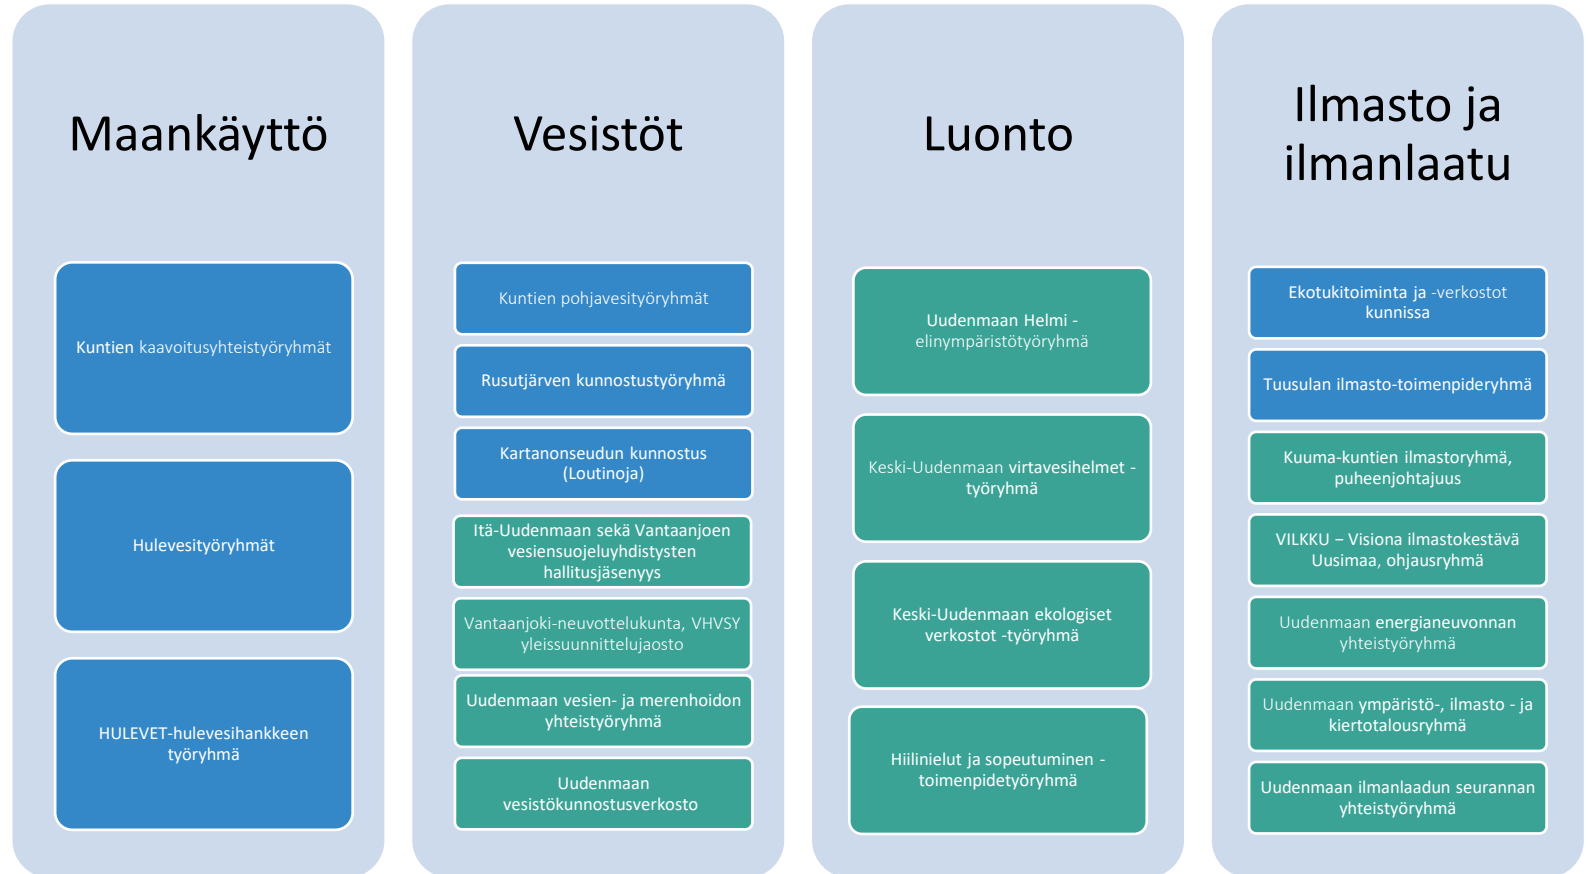 Maankäyttö
Kuntien kaavoitusyhteistyöryhmät
Hulevesityöryhmät
HULEVET-hulevesihankkeen
työryhmä
Vesistöt
Kuntien pohjavesityöryhmät
Rusutjärven kunnostustyöryhmä
Kartanonseudun kunnostus
(Loutinoja)
Itä-Uudenmaan sekä Vantaanjoen
vesiensuojeluyhdistysten
hallitusjäsenyys
Vantaanjoki-neuvottelukunta, VHVSY
yleissuunnittelujaosto
Uudenmaan vesien- ja merenhoidon
yhteistyöryhmä
Uudenmaan
vesistökunnostusverkosto
Luonto
Uudenmaan Helmi -
elinympäristötyöryhmä
Keski-Uudenmaan virtavesihelmet -
työryhmä
Keski-Uudenmaan ekologiset
verkostot -työryhmä
Hiilinielut ja sopeutuminen -
toimenpidetyöryhmä
Ilmasto ja
ilmanlaatu
Ekotukitoiminta ja -verkostot
kunnissa
Tuusulan ilmasto-toimenpideryhmä
Kuuma-kuntien ilmastoryhmä,
puheenjohtajuus
VILKKU – Visiona ilmastokestävä
Uusimaa, ohjausryhmä
Uudenmaan energianeuvonnan
yhteistyöryhmä
Uudenmaan ympäristö-, ilmasto - ja
kiertotalousryhmä
Uudenmaan ilmanlaadun seurannan
yhteistyöryhmä